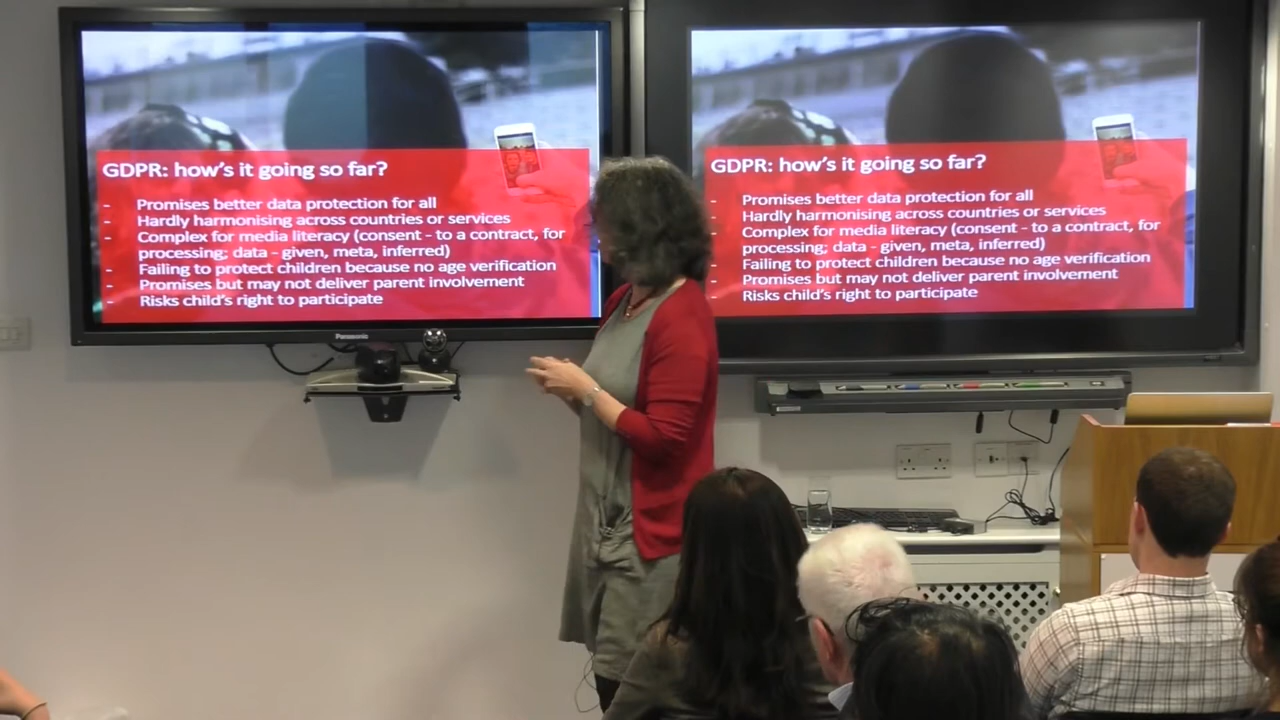 GDPR: how's it going so far?
- Promises better data protection for all
- Hardly harmonising across countries or services
- Complex for media literacy (consent - to a contract, for
processing; data - given, meta, inferred)
- Failing to protect children because no age verification
- Promises but may not deliver parent involvement
- Risks child's right to participate
Panasonic
GDPR: how's it going so far?
- Promises better data protection for all
- Hardly harmonising across countries or services
- Complex for media literacy (consent - to a contract, for
processing; data - given, meta, inferred)
- Failing to protect children because no age verification
- Promises but may not deliver parent involvement
- Risks child's right to participate